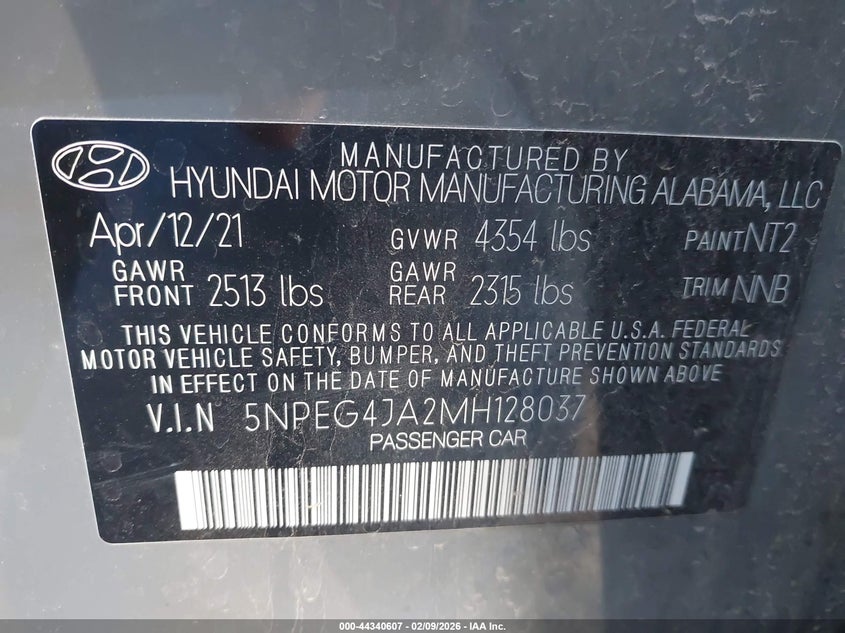 MANUFACTURED BY
HYUNDAI MOTOR MANUFACTURING ALABAMA, LLC
Apr/12/21 GVWR 4354 lbs PAINT NT2
GAWR FRONT 2513 lbs GAWR REAR 2315 lbs TRIM NNB
THIS VEHICLE CONFORMS TO ALL APPLICABLE U.S.A. FEDERAL
MOTOR VEHICLE SAFETY, BUMPER, AND THEFT PREVENTION STANDARDS
IN EFFECT ON THE DATE OF MANUFACTURE SHOWN ABOVE
V.I.N 5NPEG4JA2MH128037
PASSENGER CAR
000-44340607 - 02/09/2026 - IAA Inc.